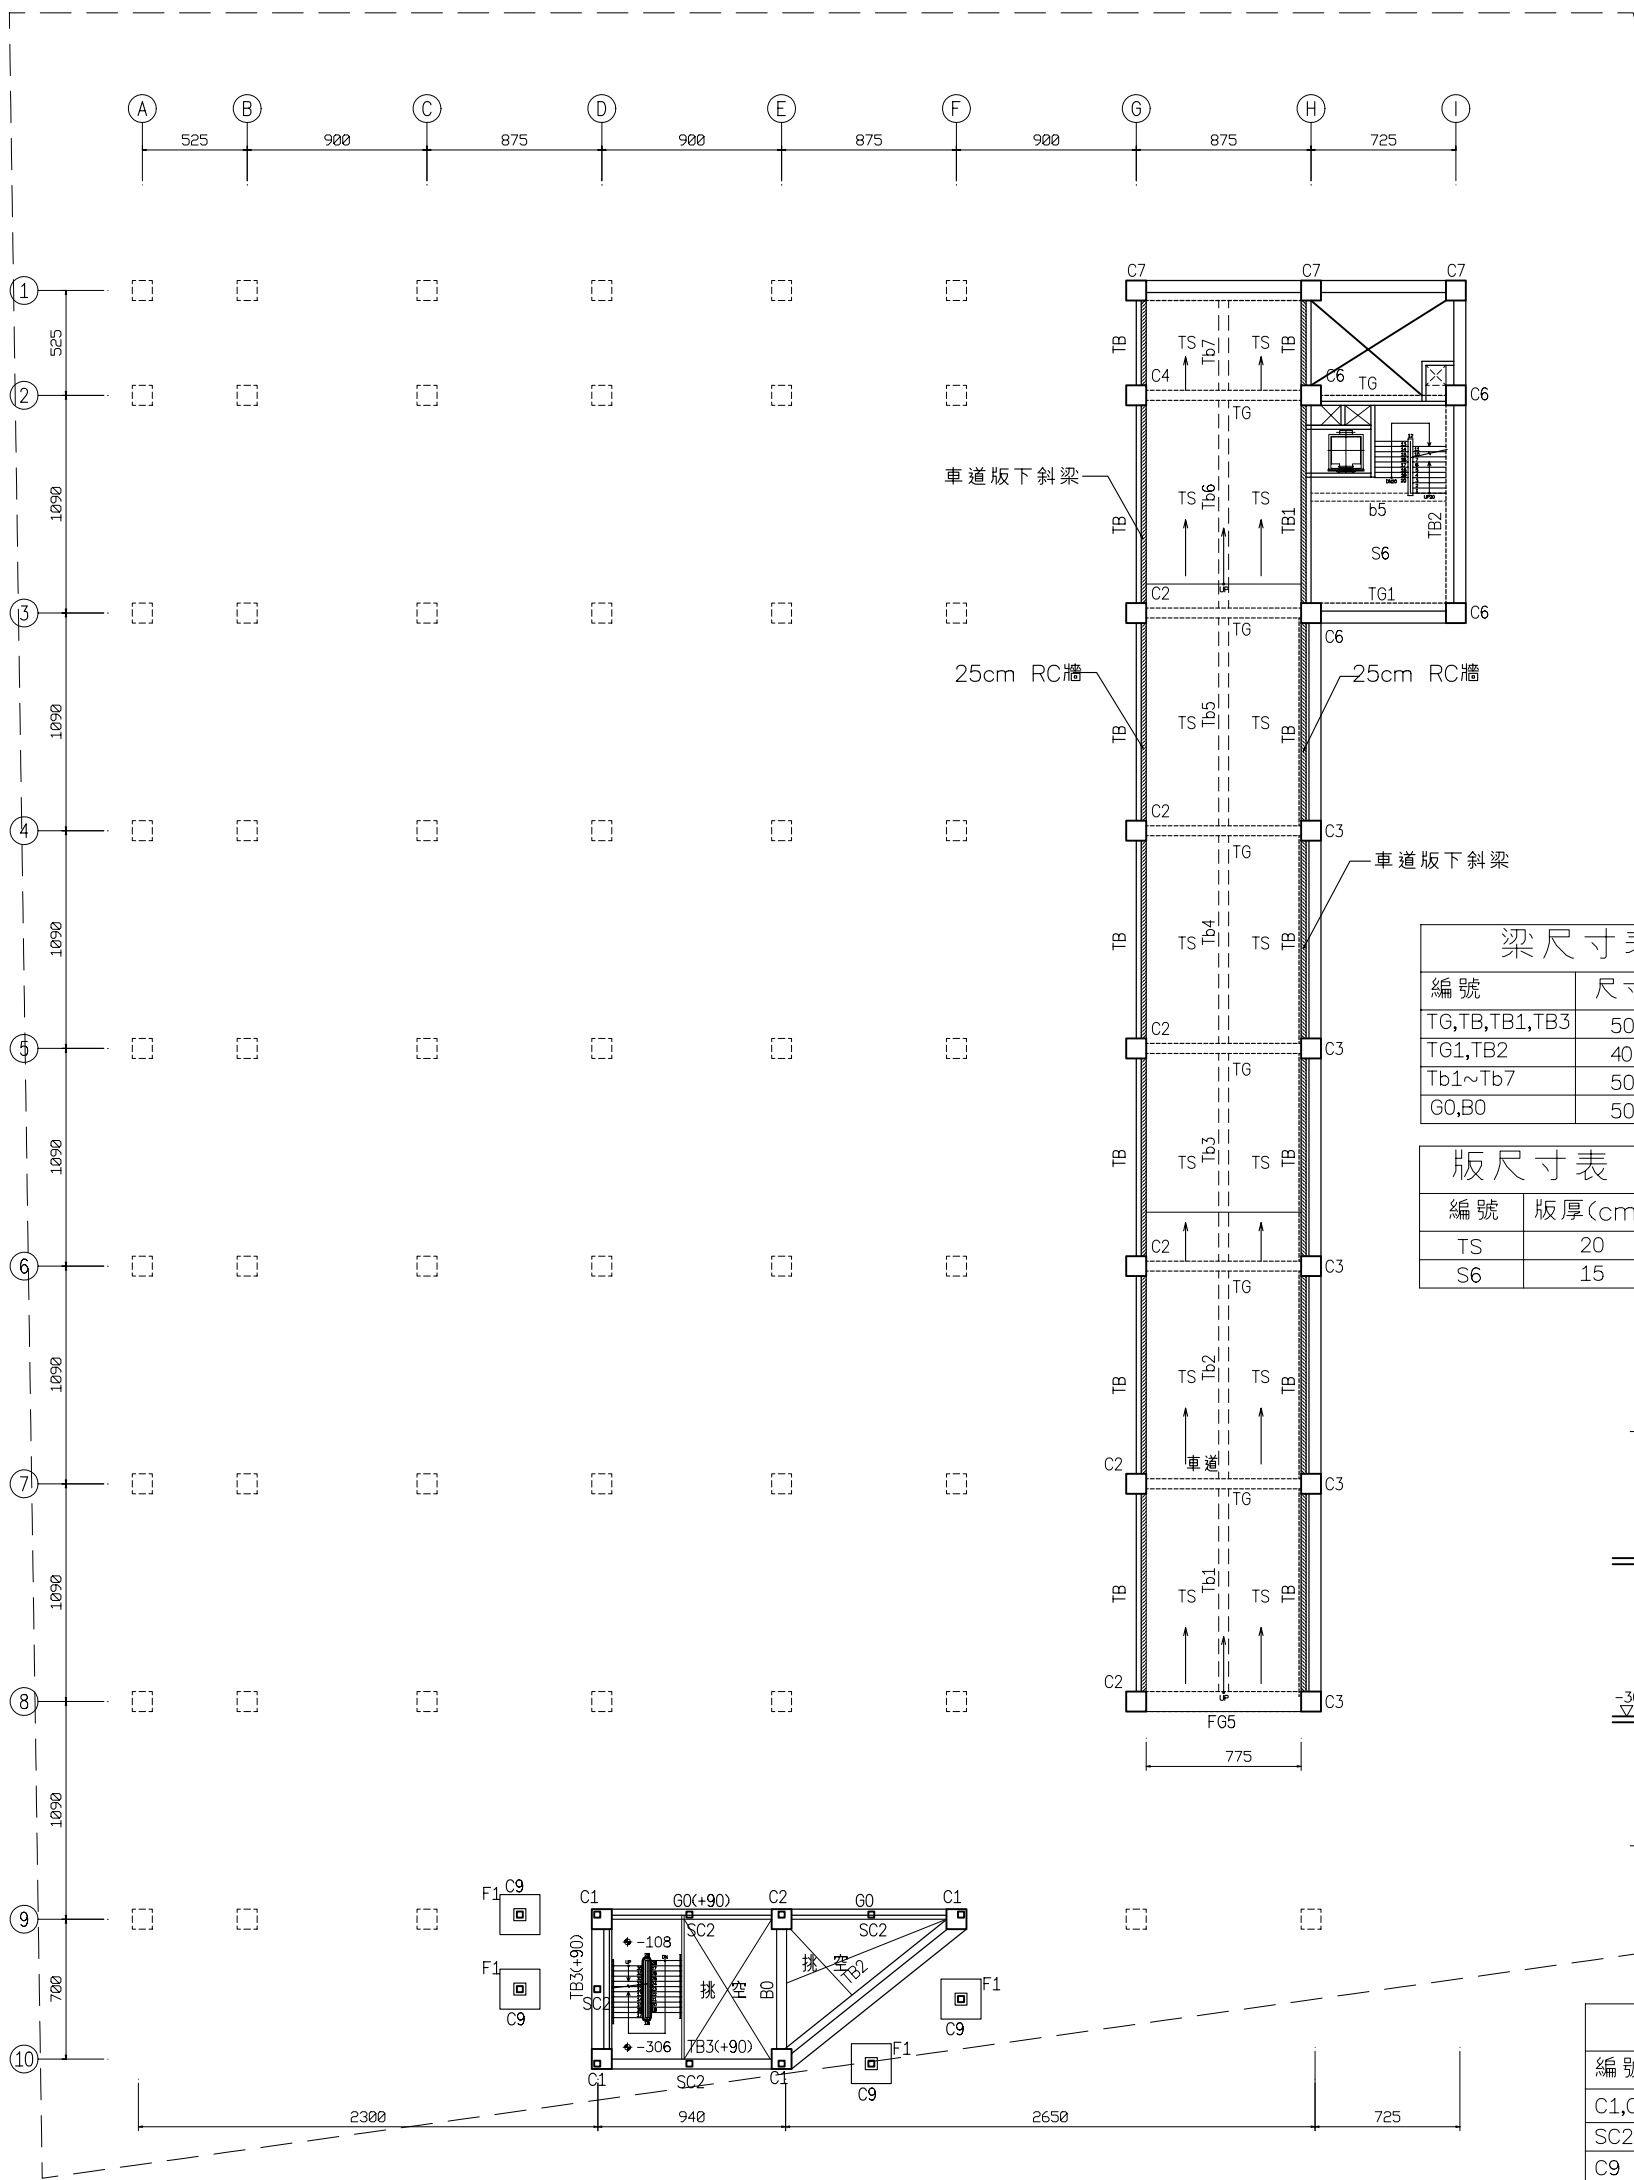 A B C D E F G H I
525 900 875 900 875 900 875 725
1
525
2
1090
3
1090
4
1090
5
1090
6
1090
7
1090
8
1090
9
700
10
C7 C7 C7
TB TS Tb7 TS TB
C4 C6 TG C6
TG
車道版下斜梁
TB TS Tb6 TS TB1
b5
TB2
S6
UP
C2 TG1 C6
TG C6
25cm RC牆
25cm RC牆
TB TS Tb5 TS TB
C2 C3
TG
車道版下斜梁
TB TS Tb4 TS TB
C2 C3
TG
TB TS Tb3 TS TB
C2 C3
TG
TB TS Tb2 TS TB
車道
C2 C3
TG
TB TS Tb1 TS TB
C2 UP C3
FG5
775
梁尺寸
編號
TG,TB,TB1,TB3 50
TG1,TB2 40
Tb1~Tb7 50
G0,B0 50
版尺寸表
編號 版厚(cm
TS 20
S6 15
F1 C9
F1
C9
C1 G0(+90) C2 G0 C1
SC2 SC2
TB3(+90)
-108
挑空
B0
挑空
TB2
SC2
-306 TB3(+90)
C1 SC2 C1
F1
C9
F1
C9
2300 940 2650 725
編
C1,
SC2
C9